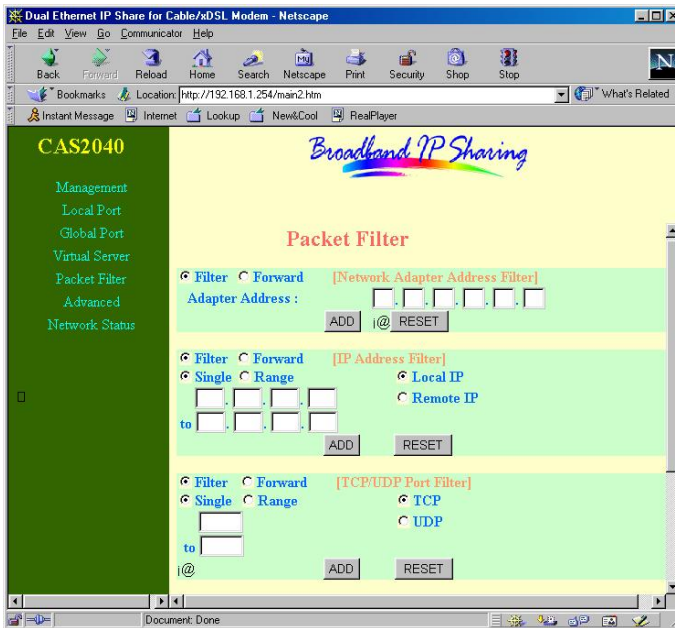 Dual Ethernet IP Share for Cable/xDSL Modem - Netscape
File Edit View Go Communicator Help
Back Forward Reload Home Search Netscape Print Security Shop Stop
N
Bookmarks Location: http://192.168.1.254/main2.htm What's Related
Instant Message Internet Lookup New&Cool RealPlayer
CAS2040
Management
Local Port
Global Port
Virtual Server
Packet Filter
Advanced
Network Status
Broadband IP Sharing
Packet Filter
Filter Forward [Network Adapter Address Filter]
Adapter Address : . . . . .
ADD ¡@ RESET
Filter Forward [IP Address Filter]
Single Range Local IP
. . . Remote IP
to . . .
ADD RESET
Filter Forward [TCP/UDP Port Filter]
Single Range TCP
UDP
to
¡@ ADD RESET
Document: Done